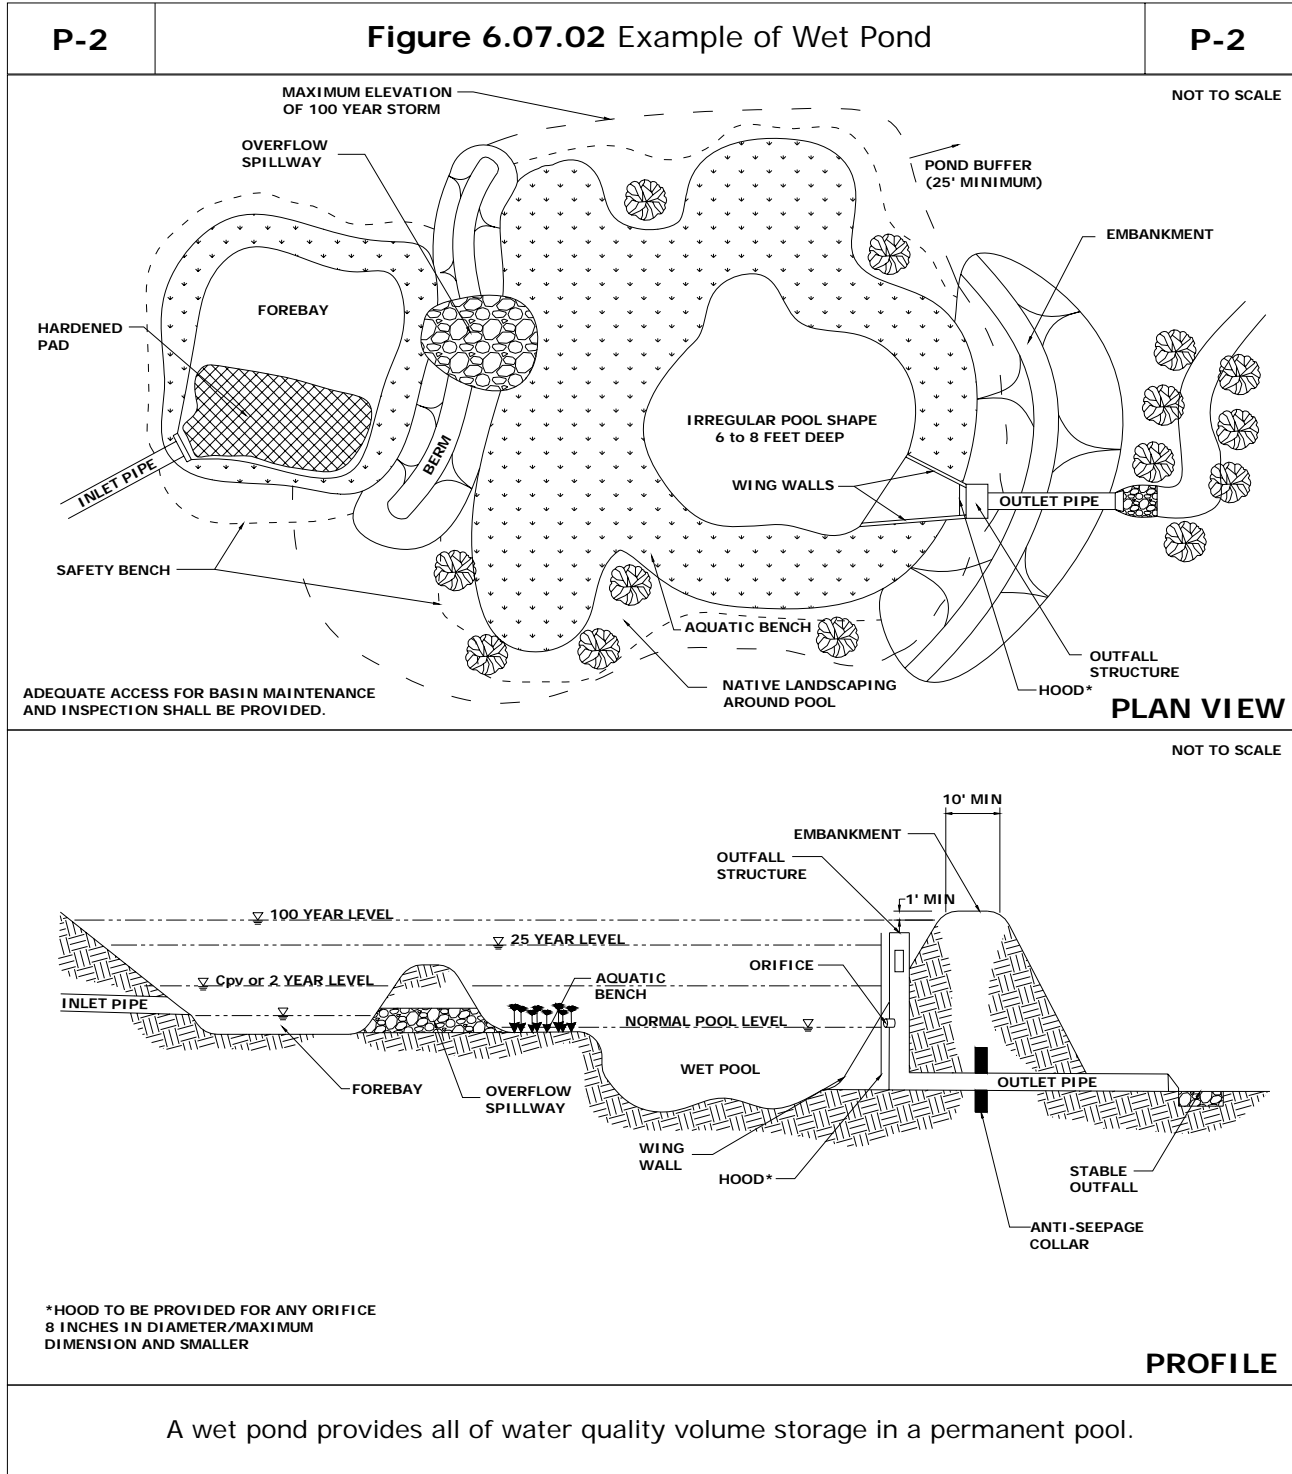 P-2
Figure 6.07.02 Example of Wet Pond
P-2
MAXIMUM ELEVATION
OF 100 YEAR STORM
NOT TO SCALE
OVERFLOW
SPILLWAY
POND BUFFER
(25' MINIMUM)
EMBANKMENT
FOREBAY
HARDENED
PAD
IRREGULAR POOL SHAPE
6 to 8 FEET DEEP
BERM
INLET PIPE
WING WALLS
OUTLET PIPE
SAFETY BENCH
AQUATIC BENCH
OUTFALL
STRUCTURE
NATIVE LANDSCAPING
AROUND POOL
HOOD*
ADEQUATE ACCESS FOR BASIN MAINTENANCE
AND INSPECTION SHALL BE PROVIDED.
PLAN VIEW
NOT TO SCALE
10' MIN
EMBANKMENT
OUTFALL
STRUCTURE
1' MIN
100 YEAR LEVEL
25 YEAR LEVEL
ORIFICE
Cpv or 2 YEAR LEVEL
AQUATIC
BENCH
INLET PIPE
NORMAL POOL LEVEL
WET POOL
OUTLET PIPE
FOREBAY
OVERFLOW
SPILLWAY
WING
WALL
HOOD*
STABLE
OUTFALL
ANTI-SEEPAGE
COLLAR
*HOOD TO BE PROVIDED FOR ANY ORIFICE
8 INCHES IN DIAMETER/MAXIMUM
DIMENSION AND SMALLER
PROFILE
A wet pond provides all of water quality volume storage in a permanent pool.